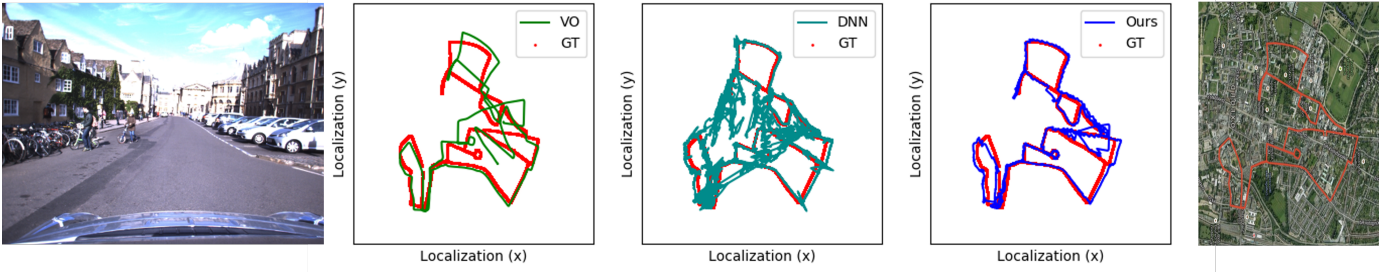 VO
GT
Localization (y)
Localization (x)
DNN
GT
Localization (y)
Localization (x)
Ours
GT
Localization (y)
Localization (x)